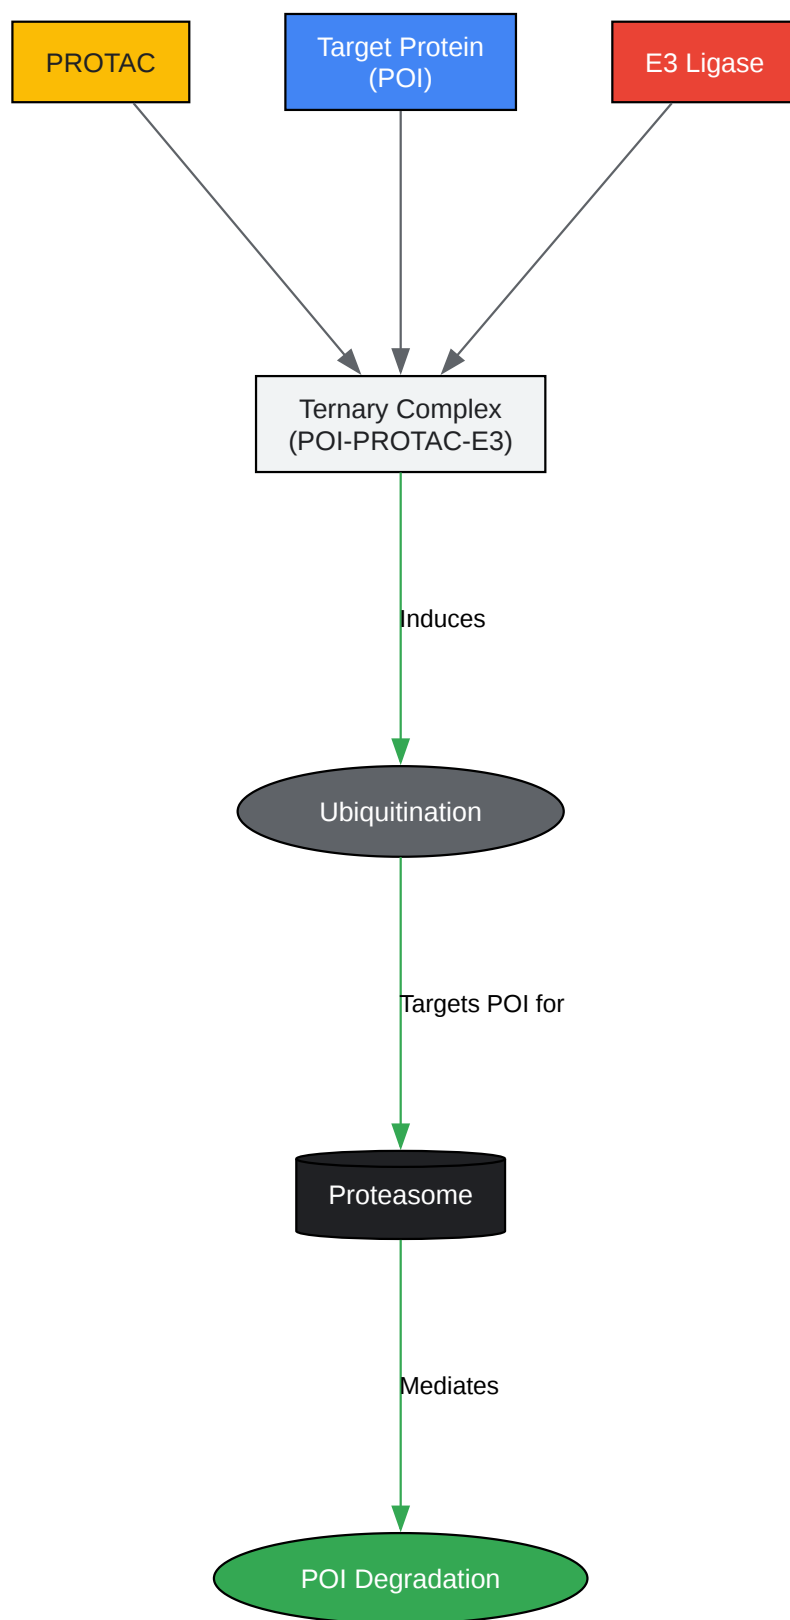 PROTAC
Target Protein
(POI)
E3 Ligase
Ternary Complex
(POI-PROTAC-E3)
Induces
Ubiquitination
Targets POI for
Proteasome
Mediates
POI Degradation